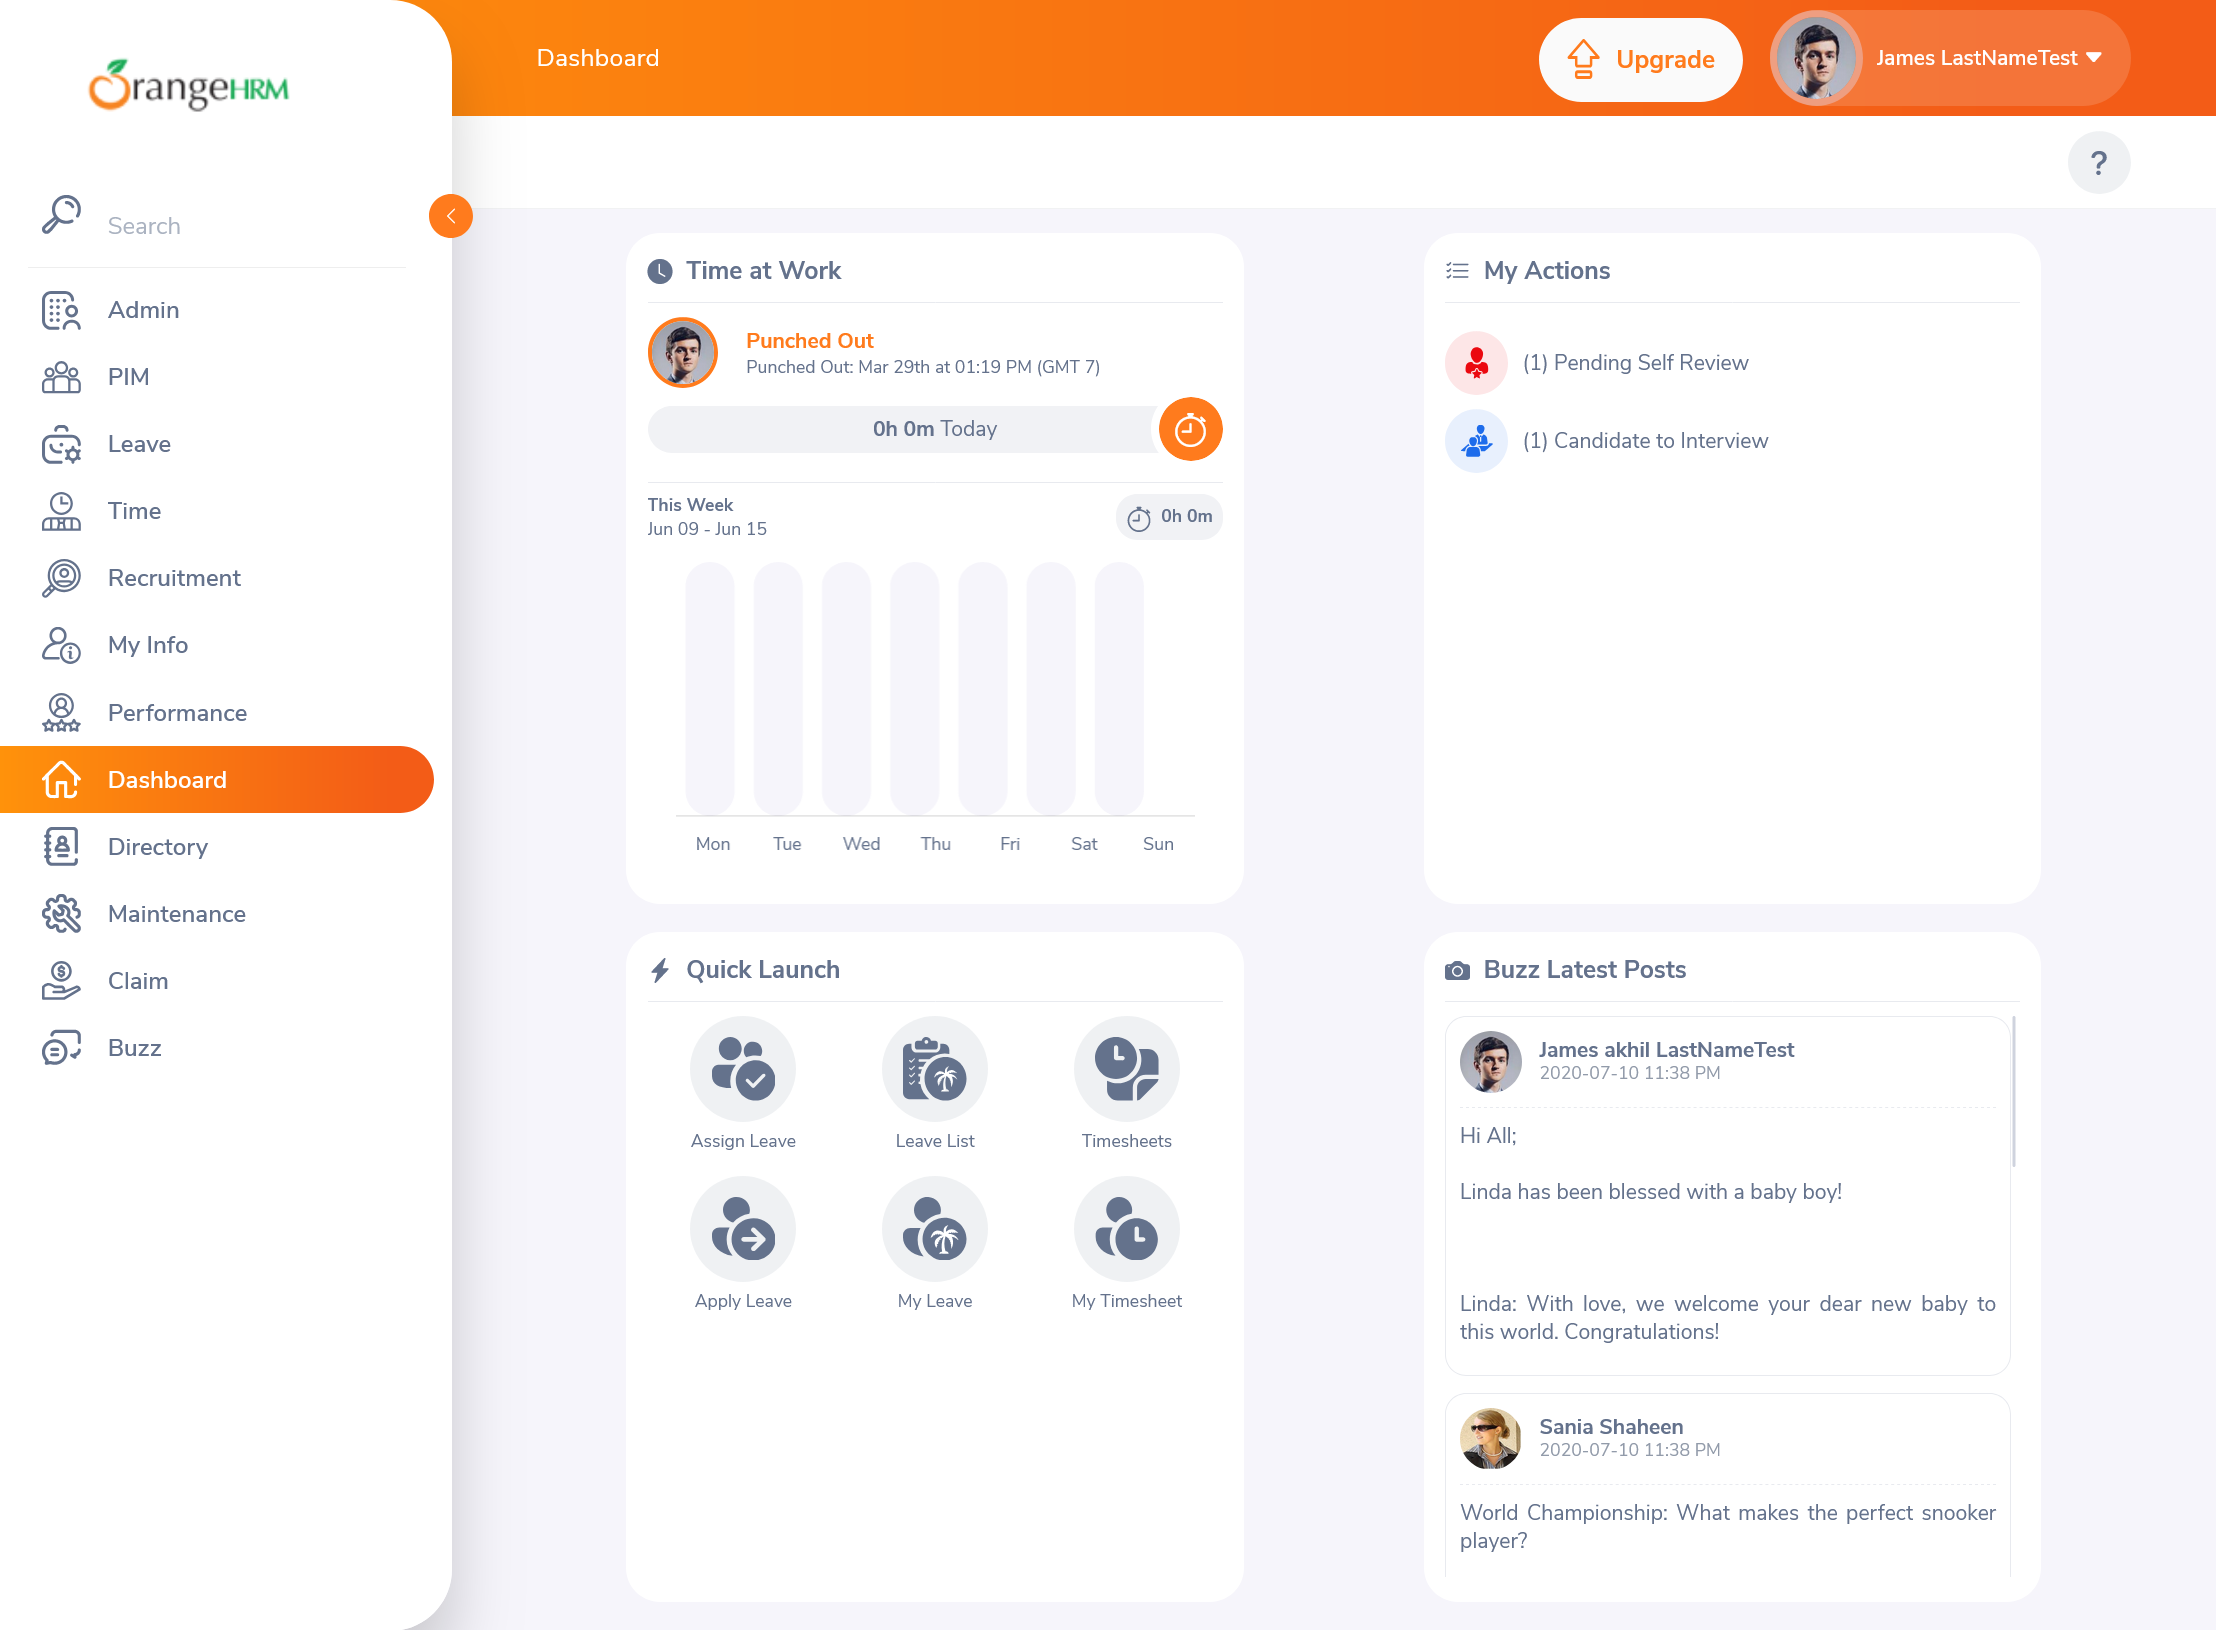 OrangeHRM
Search
Admin
PIM
Leave
Time
Recruitment
My Info
Performance
Dashboard
Directory
Maintenance
Claim
Buzz
Dashboard
Upgrade
James LastNameTest
?
Time at Work
Punched Out
Punched Out: Mar 29th at 01:19 PM (GMT 7)
0h 0m Today
This Week
Jun 09 - Jun 15
0h 0m
Mon Tue Wed Thu Fri Sat Sun
My Actions
(1) Pending Self Review
(1) Candidate to Interview
Quick Launch
Assign Leave
Leave List
Timesheets
Apply Leave
My Leave
My Timesheet
Buzz Latest Posts
James akhil LastNameTest
2020-07-10 11:38 PM
Hi All;
Linda has been blessed with a baby boy!
Linda: With love, we welcome your dear new baby to
this world. Congratulations!
Sania Shaheen
2020-07-10 11:38 PM
World Championship: What makes the perfect snooker
player?